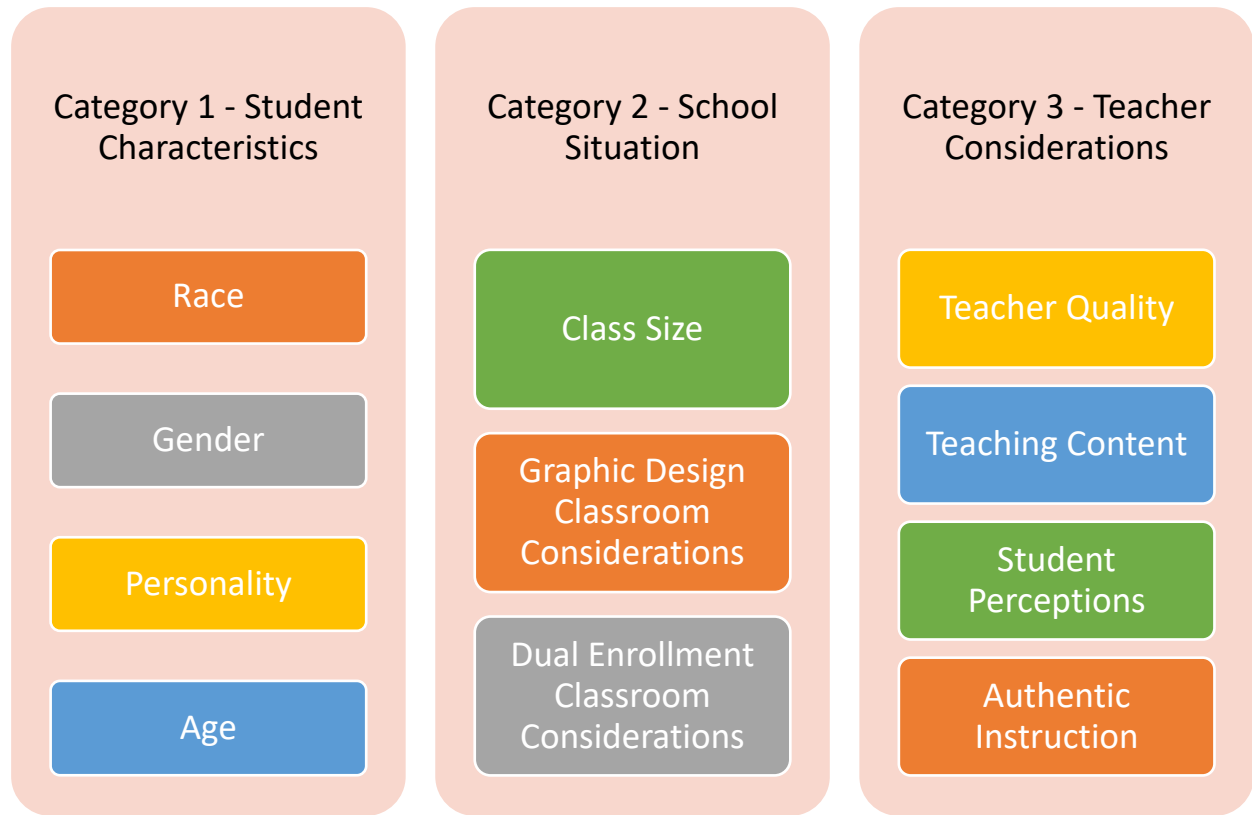 Category 1 - Student
Characteristics
Race
Gender
Personality
Age
Category 2 - School
Situation
Class Size
Graphic Design
Classroom
Considerations
Dual Enrollment
Classroom
Considerations
Category 3 - Teacher
Considerations
Teacher Quality
Teaching Content
Student
Perceptions
Authentic
Instruction